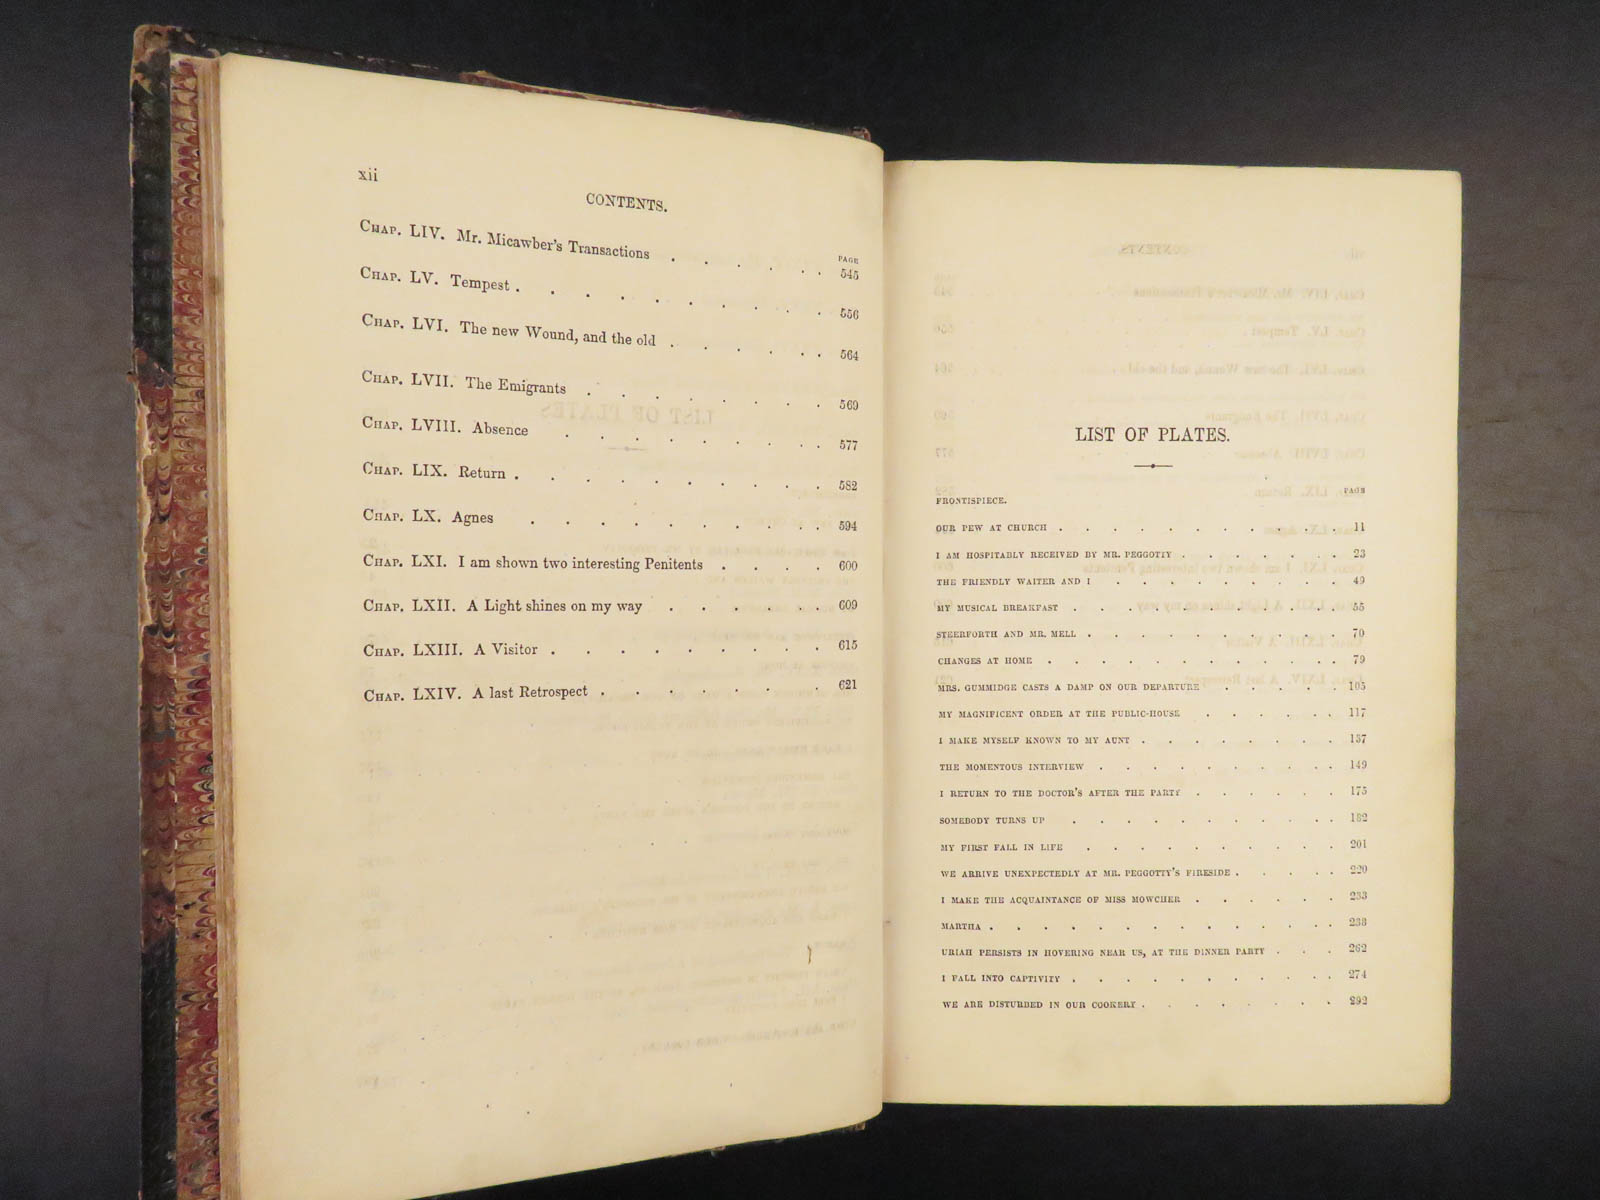 xii
CONTENTS.
PAGE
Chap. LIV. Mr. Micawber's Transactions . . . . . . 545
Chap. LV. Tempest . . . . . . . . . . 556
Chap. LVI. The new Wound, and the old . . . . . . 564
Chap. LVII. The Emigrants . . . . . . . . 569
Chap. LVIII. Absence . . . . . . . . 577
Chap. LIX. Return . . . . . . . . . . 582
Chap. LX. Agnes . . . . . . . . . 594
Chap. LXI. I am shown two interesting Penitents . . . . 600
Chap. LXII. A Light shines on my way . . . . . . 609
Chap. LXIII. A Visitor . . . . . . . . . 615
Chap. LXIV. A last Retrospect . . . . . . . 621
LIST OF PLATES.
PAGE
FRONTISPIECE.
OUR PEW AT CHURCH . . . . . . . . . . . 11
I AM HOSPITABLY RECEIVED BY MR. PEGGOTTY . . . . . . . 23
THE FRIENDLY WAITER AND I . . . . . . . . . 49
MY MUSICAL BREAKFAST . . . . . . . . . . 55
STEERFORTH AND MR. MELL . . . . . . . . . . 70
CHANGES AT HOME . . . . . . . . . . . 79
MRS. GUMMIDGE CASTS A DAMP ON OUR DEPARTURE . . . . . 105
MY MAGNIFICENT ORDER AT THE PUBLIC-HOUSE . . . . . . 117
I MAKE MYSELF KNOWN TO MY AUNT . . . . . . . . 137
THE MOMENTOUS INTERVIEW . . . . . . . . . 149
I RETURN TO THE DOCTOR'S AFTER THE PARTY . . . . . . 175
SOMEBODY TURNS UP . . . . . . . . . . 182
MY FIRST FALL IN LIFE . . . . . . . . . . 201
WE ARRIVE UNEXPECTEDLY AT MR. PEGGOTTY'S FIRESIDE . . . . . 220
I MAKE THE ACQUAINTANCE OF MISS MOWCHER . . . . . . 233
MARTHA . . . . . . . . . . . . . 233
URIAH PERSISTS IN HOVERING NEAR US, AT THE DINNER PARTY . . . 262
I FALL INTO CAPTIVITY . . . . . . . . . . 274
WE ARE DISTURBED IN OUR COOKERY . . . . . . . . 292